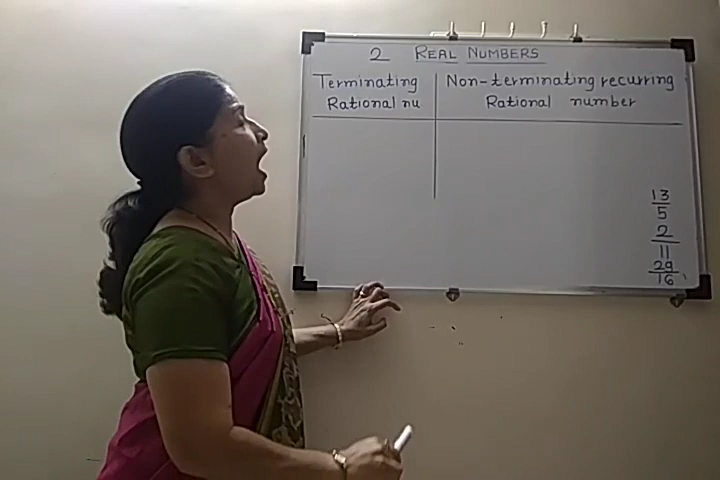 2 REAL NUMBERS
Terminating
Rational nu
Non-terminating recurring
Rational number
13
5
2
11
29
16